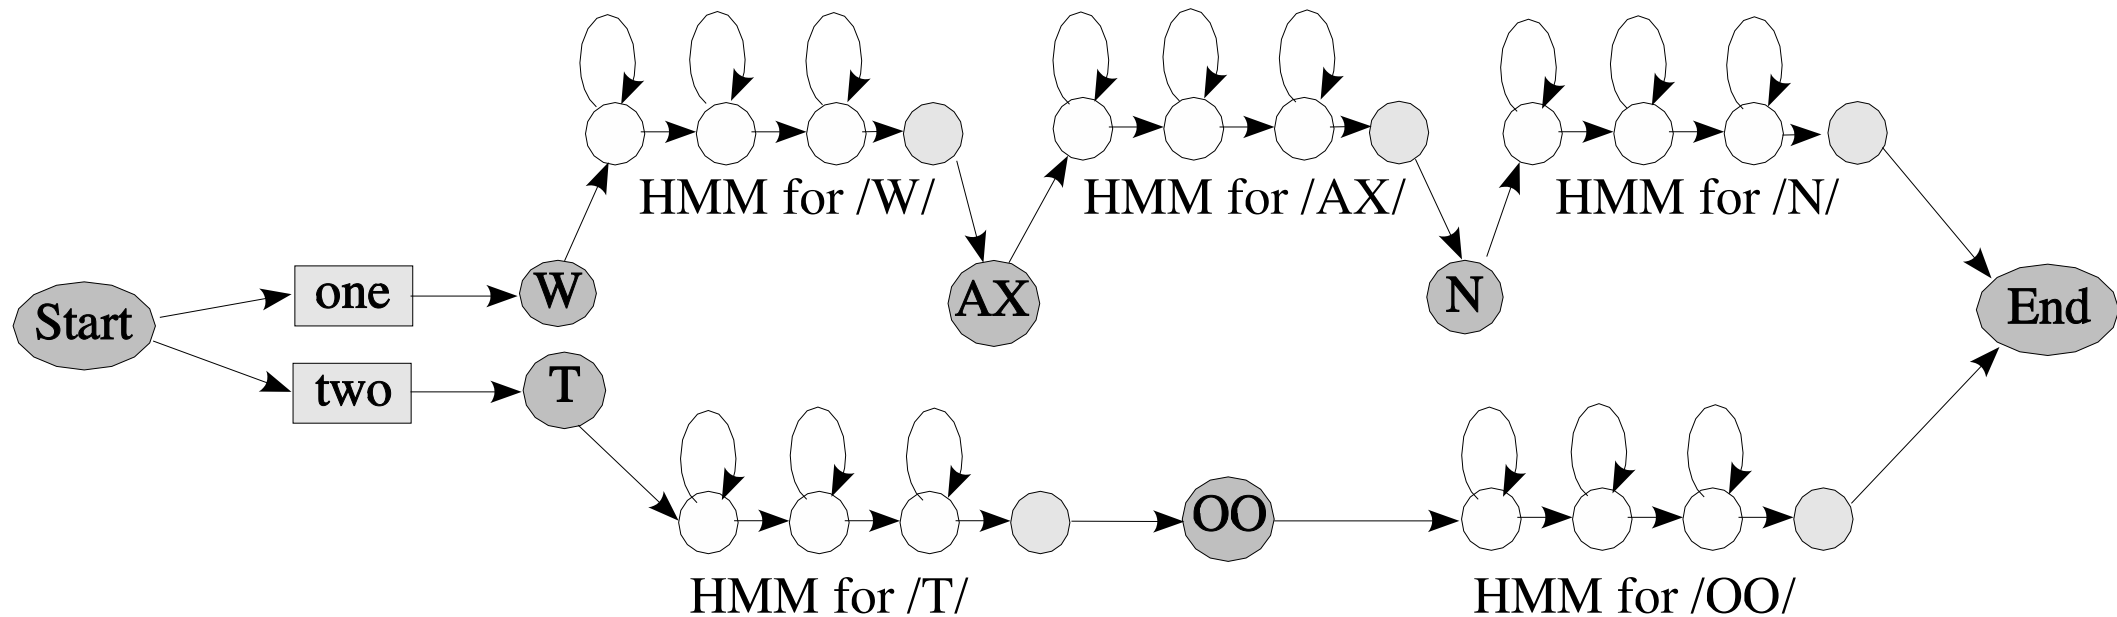 HMM for /W/
HMM for /AX/
HMM for /N/
Start
one
W
AX
N
End
two
T
OO
HMM for /T/
HMM for /OO/